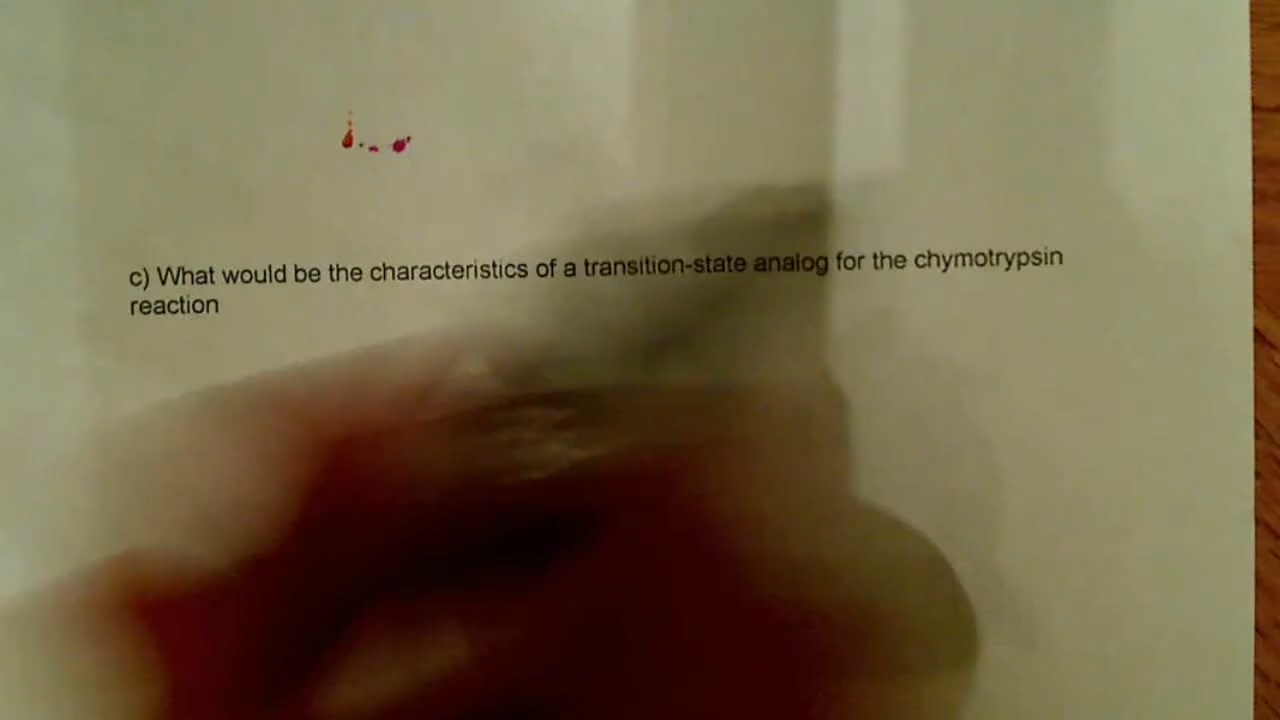 c) What would be the characteristics of a transition-state analog for the chymotrypsin
reaction